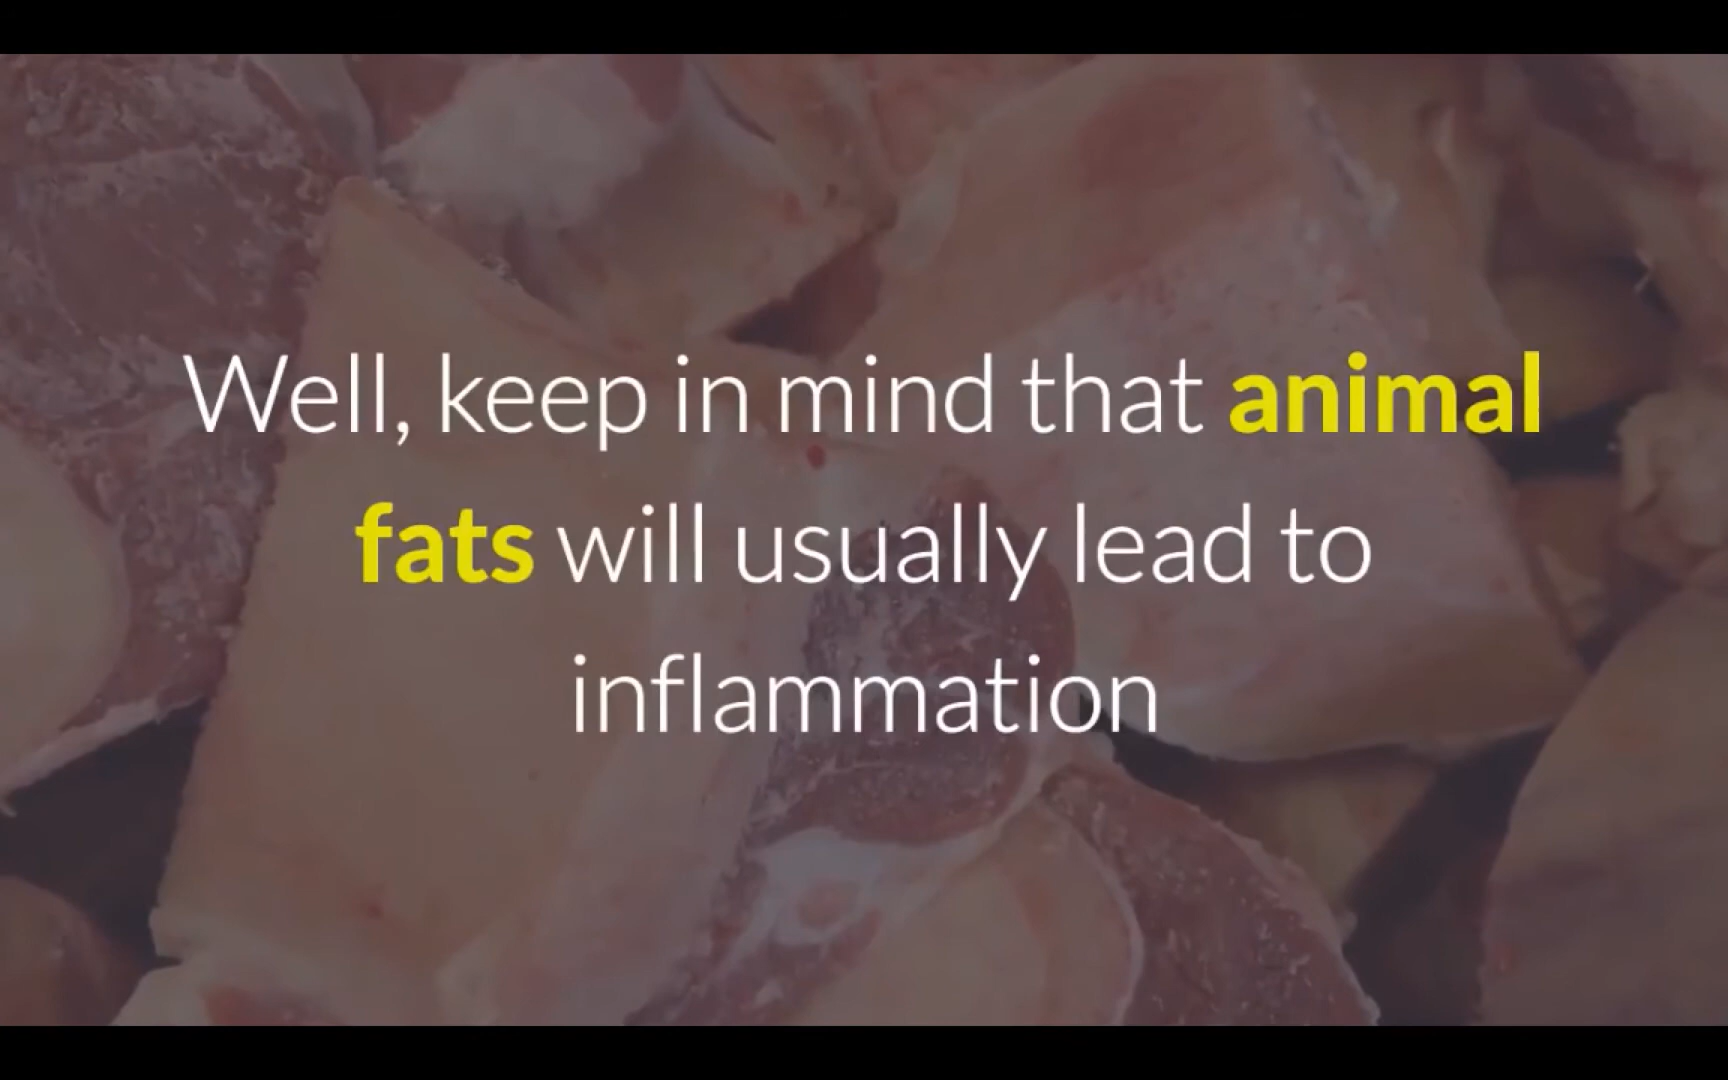 Well, keep in mind that animal
fats will usually lead to
inflammation